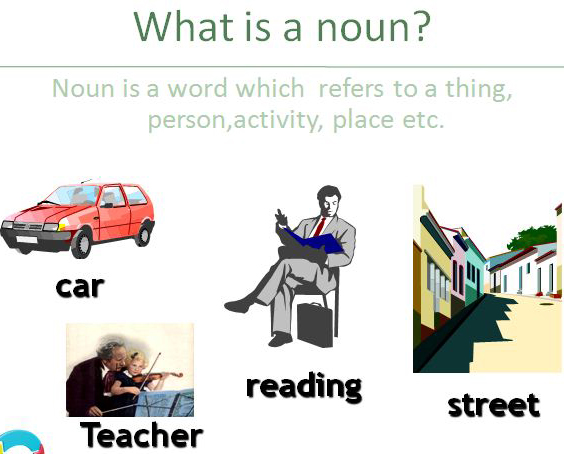 What is a noun?
Noun is a word which  refers to a thing,
person,activity, place etc.
car
reading
street
Teacher